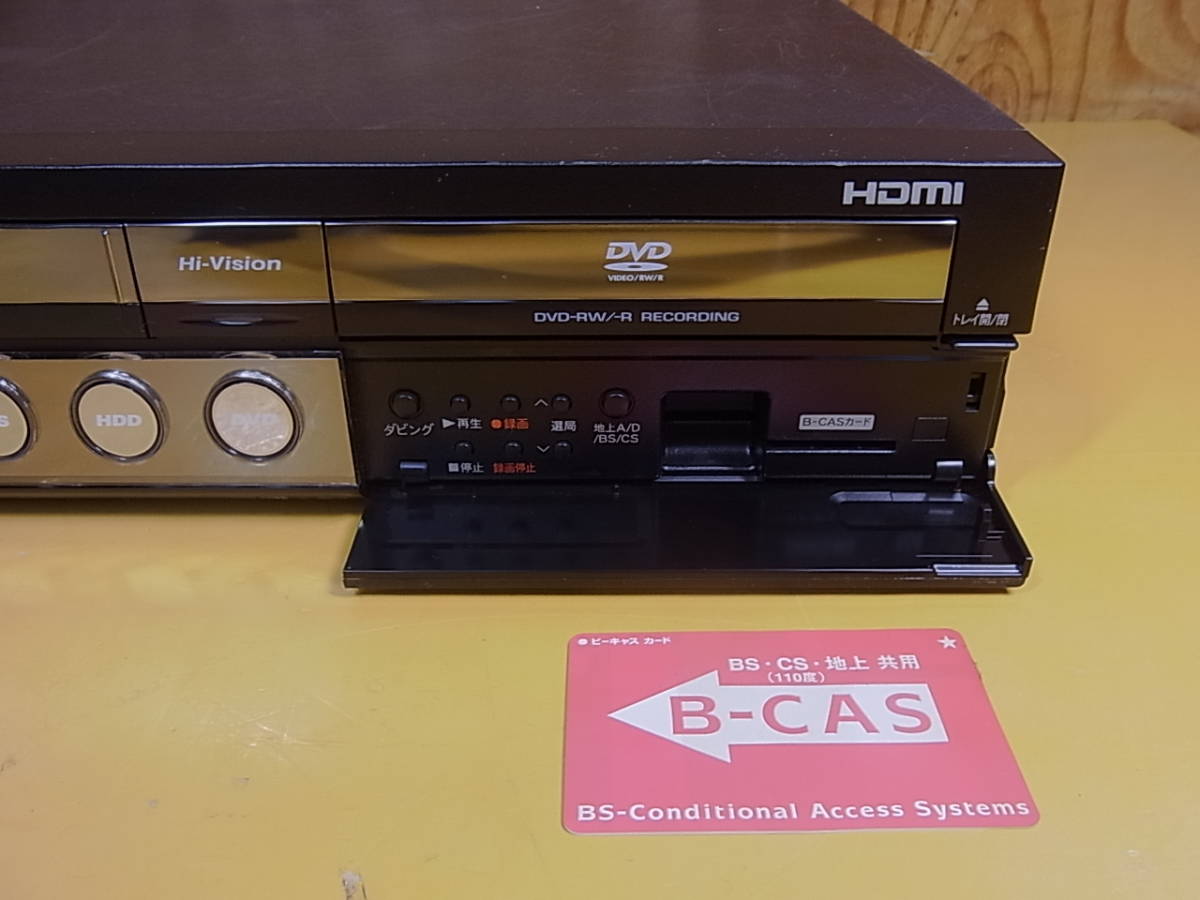 HDMI
Hi-Vision
DVD
VIDEO/RW/R
DVD-RW/-R RECORDING
トレイ開/閉
S
HDD
DVD
ダビング
再生
録画
選局
地上A/D
/BS/CS
停止
録画停止
B-CASカード
ビーキャス カード
BS・CS・地上 共用
(110度)
B-CAS
BS-Conditional Access Systems